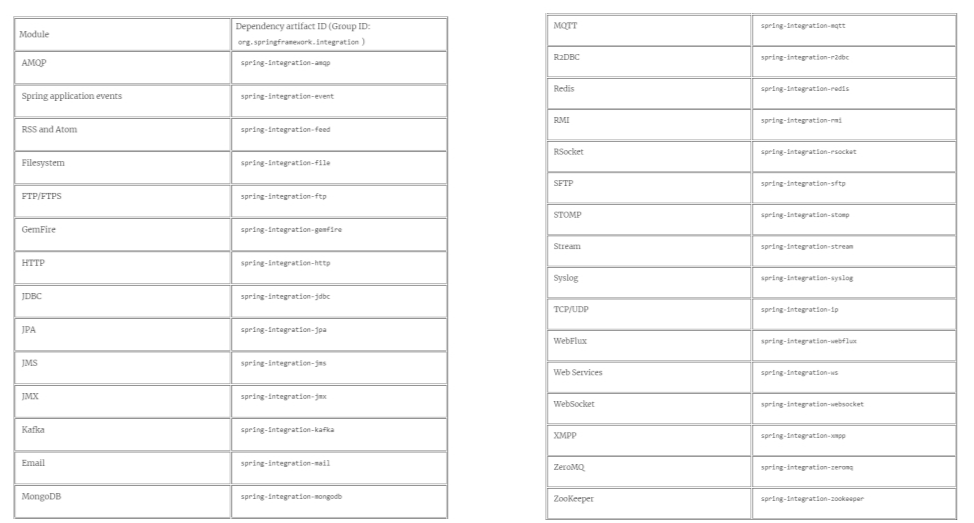 Module
Dependency artifact ID (Group ID:
org.springframework.integration )
AMQP
spring-integration-amqp
Spring application events
spring-integration-event
RSS and Atom
spring-integration-feed
Filesystem
spring-integration-file
FTP/FTPS
spring-integration-ftp
GemFire
spring-integration-gemfire
HTTP
spring-integration-http
JDBC
spring-integration-jdbc
JPA
spring-integration-jpa
JMS
spring-integration-jms
JMX
spring-integration-jmx
Kafka
spring-integration-kafka
Email
spring-integration-mail
MongoDB
spring-integration-mongodb
MQTT
spring-integration-mqtt
R2DBC
spring-integration-r2dbc
Redis
spring-integration-redis
RMI
spring-integration-rmi
RSocket
spring-integration-rsocket
SFTP
spring-integration-sftp
STOMP
spring-integration-stomp
Stream
spring-integration-stream
Syslog
spring-integration-syslog
TCP/UDP
spring-integration-ip
WebFlux
spring-integration-webflux
Web Services
spring-integration-ws
WebSocket
spring-integration-websocket
XMPP
spring-integration-xmpp
ZeroMQ
spring-integration-zeromq
ZooKeeper
spring-integration-zookeeper